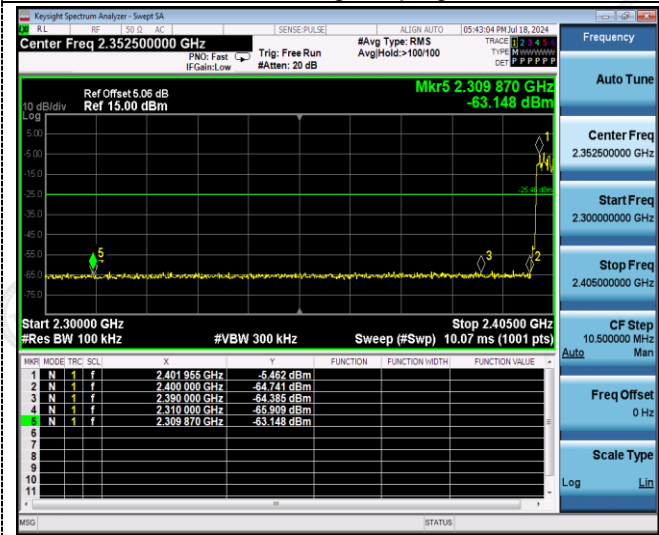 Keysight Spectrum Analyzer - Swept SA
RL RF 50 Ω AC SENSE:PULSE ALIGN AUTO 05:43:04 PM Jul 18, 2024
Center Freq 2.352500000 GHz
PNO: Fast
IFGain:Low
Trig: Free Run
#Atten: 20 dB
#Avg Type: RMS
Avg|Hold:>100/100
TRACE 1 2 3 4 5 6
TYPE M W W W W W
DET P P P P P P
Frequency
Mkr5 2.309 870 GHz
-63.148 dBm
Ref Offset 5.06 dB
Ref 15.00 dBm
10 dB/div
Log
5.00
-5.00
-15.0
-25.0
-35.0
-45.0
-55.0
-65.0
-75.0
1
5
3
2
Start 2.30000 GHz
Stop 2.40500 GHz
#Res BW 100 kHz
#VBW 300 kHz
Sweep (#Swp) 10.07 ms (1001 pts)
MKR MODE TRC SCL X Y FUNCTION FUNCTION WIDTH FUNCTION VALUE
1 N 1 f 2.401 955 GHz -5.462 dBm
2 N 1 f 2.400 000 GHz -64.741 dBm
3 N 1 f 2.390 000 GHz -64.385 dBm
4 N 1 f 2.310 000 GHz -65.909 dBm
5 N 1 f 2.309 870 GHz -63.148 dBm
6
7
8
9
10
11
MSG
STATUS
Auto Tune
Center Freq
2.352500000 GHz
Start Freq
2.300000000 GHz
Stop Freq
2.405000000 GHz
CF Step
10.500000 MHz
Auto Man
Freq Offset
0 Hz
Scale Type
Log Lin